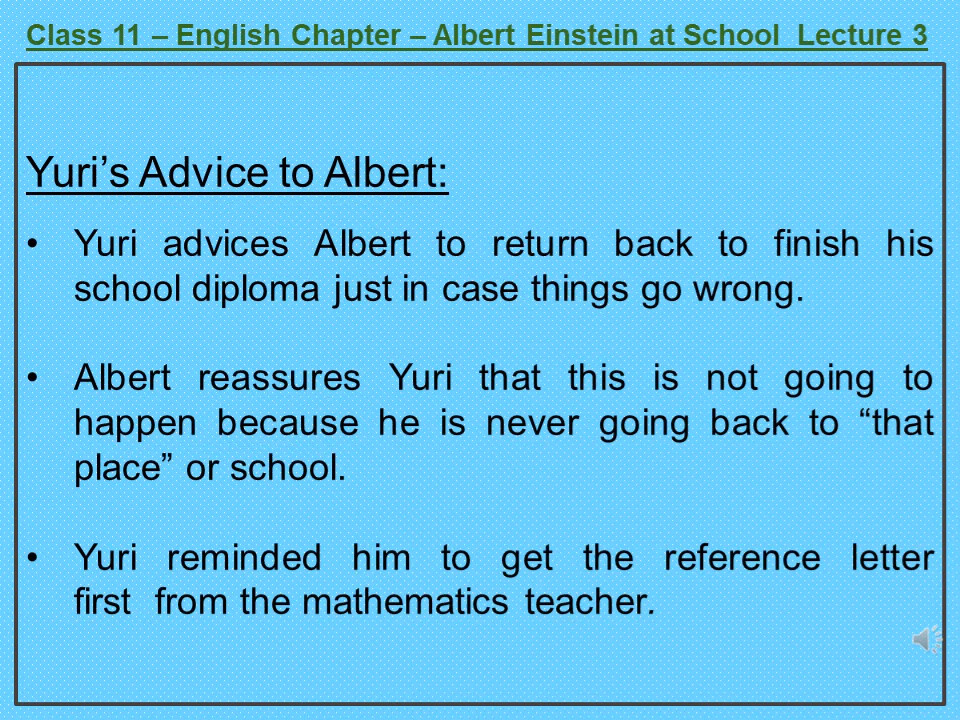 Class 11 – English Chapter – Albert Einstein at School  Lecture 3
Yuri’s Advice to Albert:
• Yuri advices Albert to return back to finish his
school diploma just in case things go wrong.
• Albert reassures Yuri that this is not going to
happen because he is never going back to “that
place” or school.
• Yuri reminded him to get the reference letter
first  from the mathematics teacher.